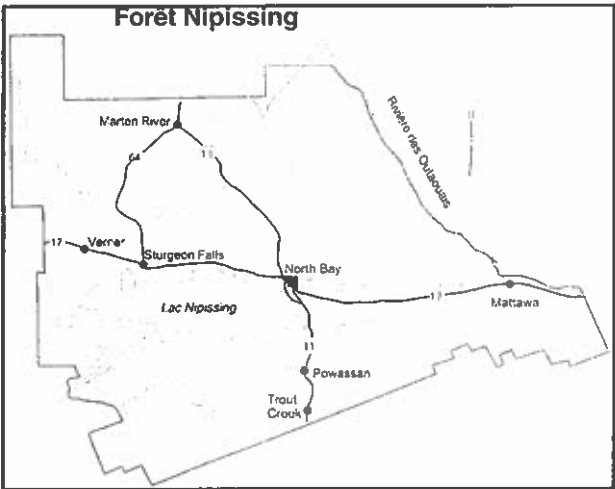 Forêt Nipissing
Marten River
64
11
Rivière des Outaouais
17
Verner
Sturgeon Falls
North Bay
Lac Nipissing
17
Mattawa
11
Powassan
Trout
Creek